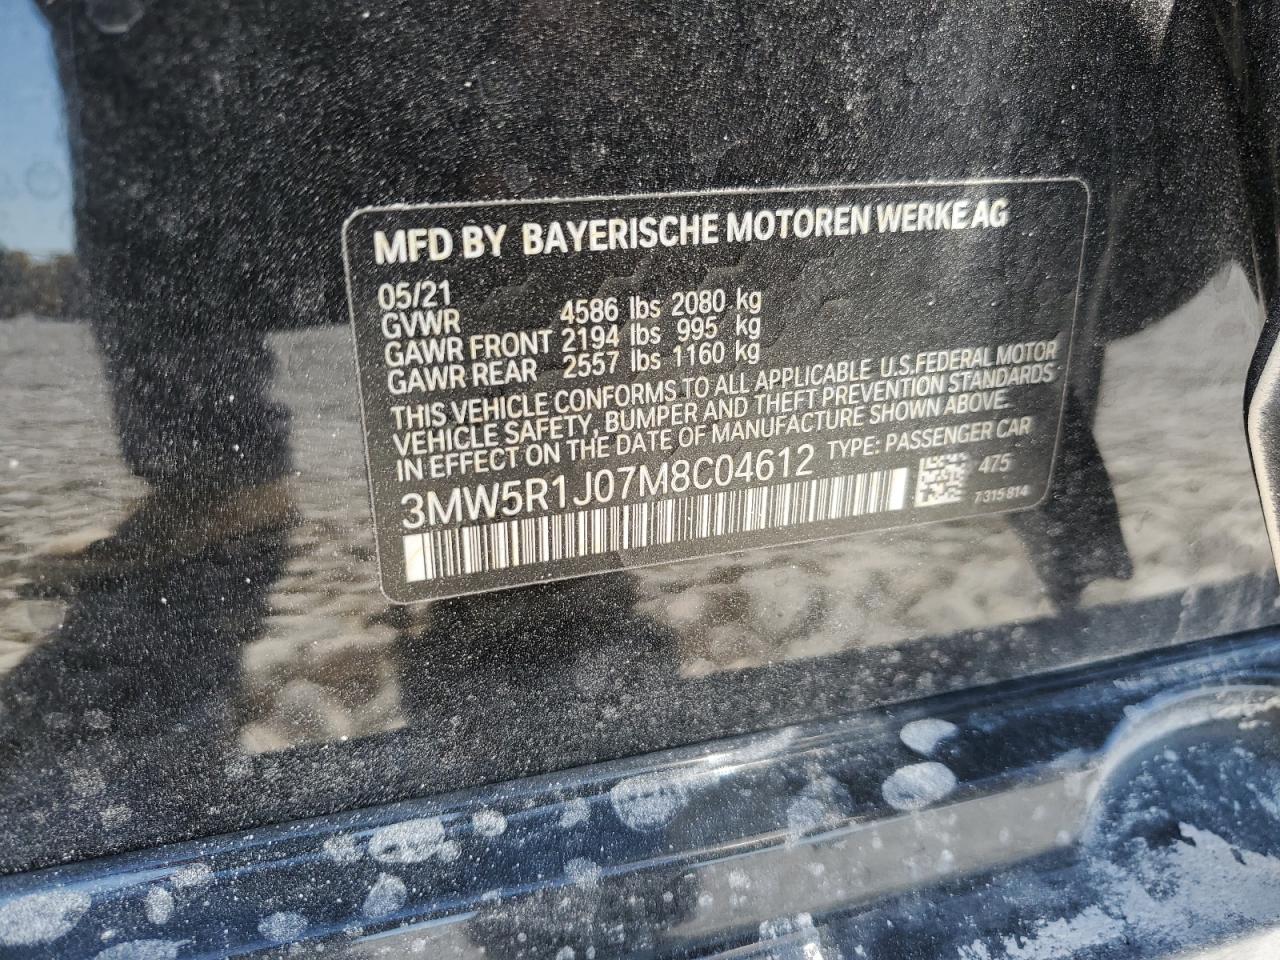 MFD BY BAYERISCHE MOTOREN WERKE AG
05/21
GVWR 4586 lbs 2080 kg
GAWR FRONT 2194 lbs 995 kg
GAWR REAR 2557 lbs 1160 kg
THIS VEHICLE CONFORMS TO ALL APPLICABLE U.S.FEDERAL MOTOR
VEHICLE SAFETY, BUMPER AND THEFT PREVENTION STANDARDS
IN EFFECT ON THE DATE OF MANUFACTURE SHOWN ABOVE.
3MW5R1J07M8C04612 TYPE: PASSENGER CAR
475
7315814